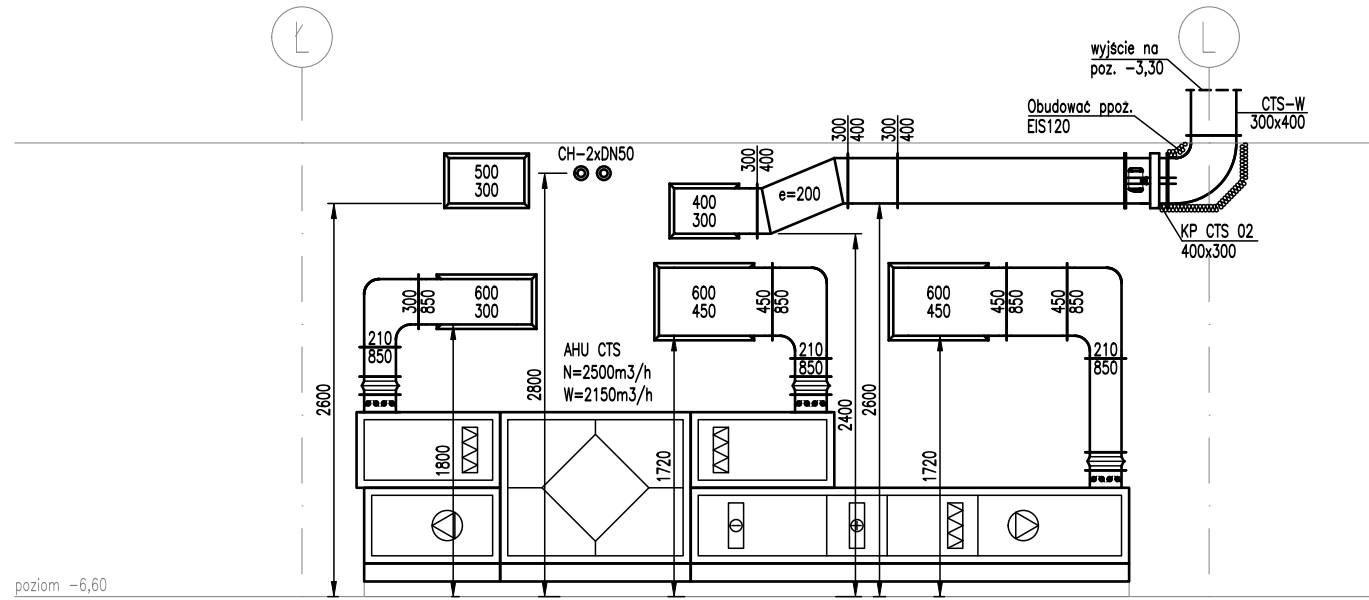 Ł
L
wyjście na
poz. -3,30
CTS-W
300x400
Obudować ppoż.
EIS120
300
400
300
400
300
400
CH-2xDN50
500
300
400
300
e=200
KP CTS 02
400x300
300
850
600
300
600
450
450
850
600
450
450
850
450
850
210
850
210
850
210
850
AHU CTS
N=2500m3/h
W=2150m3/h
2600
1800
2800
1720
2400
2600
1720
poziom -6,60